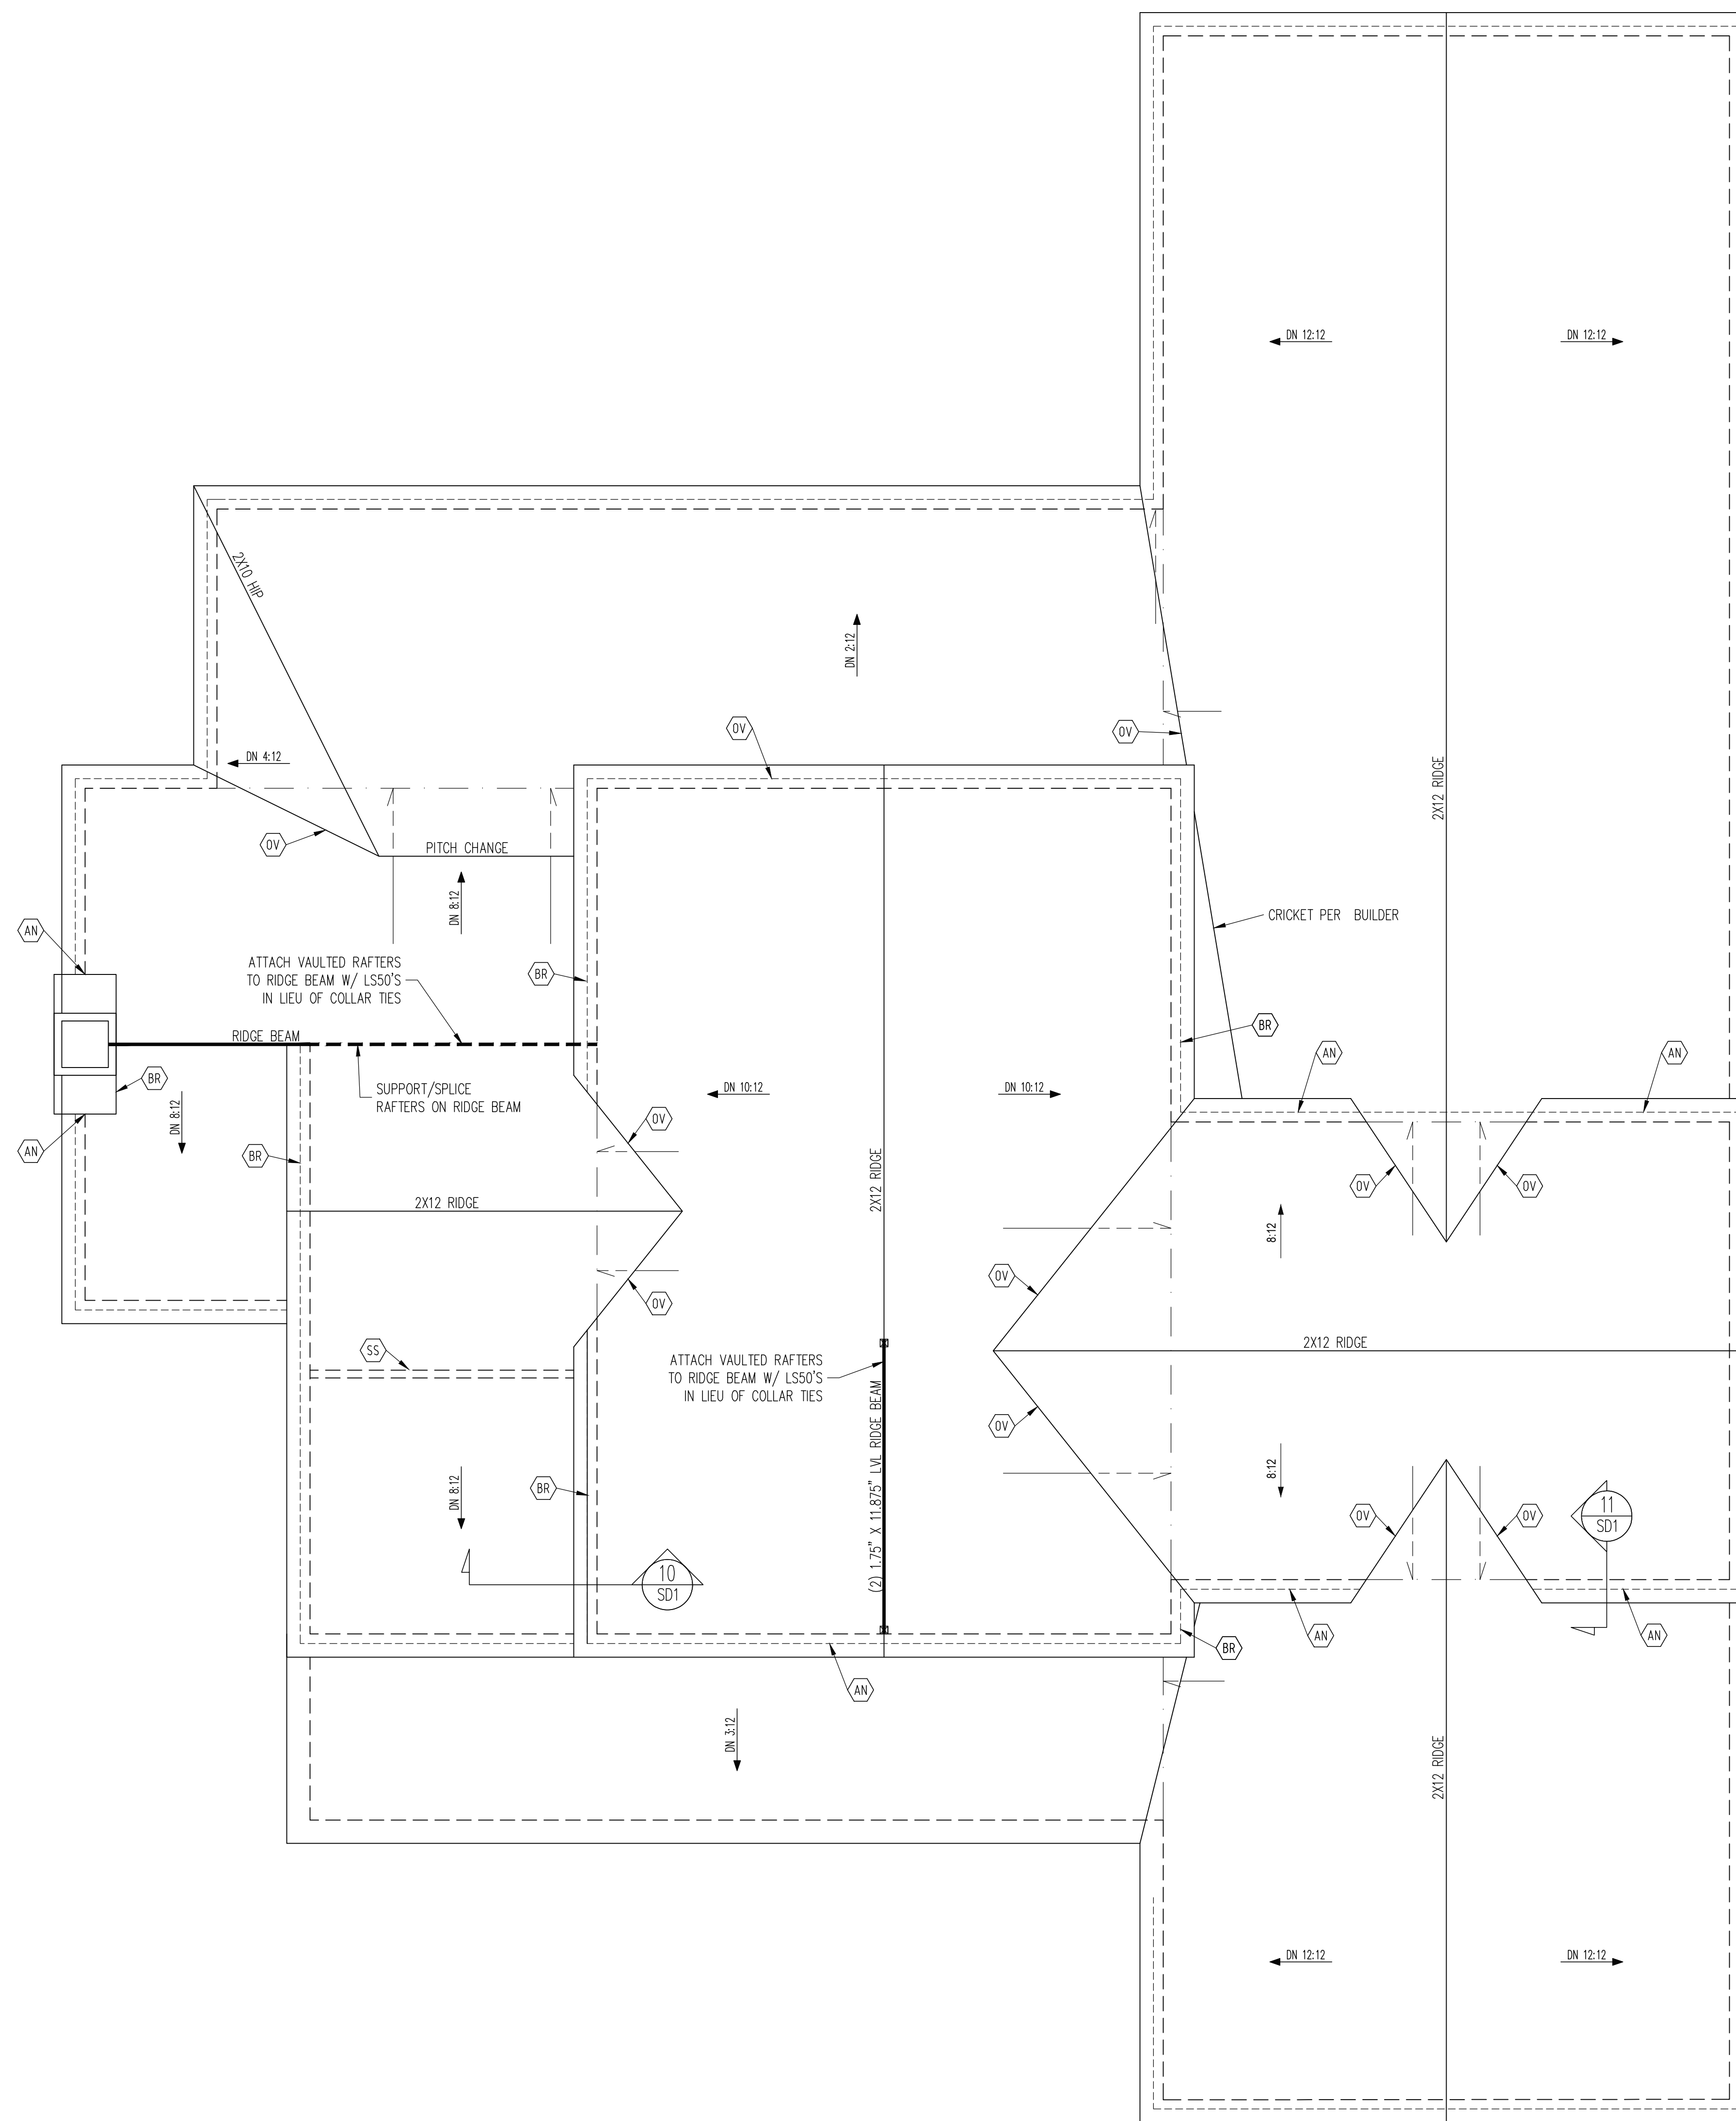 DN 12:12
DN 12:12
2X10 HIP
DN 2:12
OV
OV
DN 4:12
2X12 RIDGE
OV
PITCH CHANGE
DN 8:12
CRICKET PER BUILDER
AN
ATTACH VAULTED RAFTERS
TO RIDGE BEAM W/ LS50'S
IN LIEU OF COLLAR TIES
BR
RIDGE BEAM
BR
AN
AN
BR
SUPPORT/SPLICE
RAFTERS ON RIDGE BEAM
DN 10:12
DN 10:12
DN 8:12
OV
AN
BR
2X12 RIDGE
OV
OV
2X12 RIDGE
8:12
OV
OV
SS
ATTACH VAULTED RAFTERS
TO RIDGE BEAM W/ LS50'S
IN LIEU OF COLLAR TIES
2X12 RIDGE
OV
(2) 1.75" X 11.875" LVL RIDGE BEAM
DN 8:12
BR
8:12
OV
OV
11
SD1
10
SD1
AN
AN
BR
AN
DN 3:12
2X12 RIDGE
DN 12:12
DN 12:12